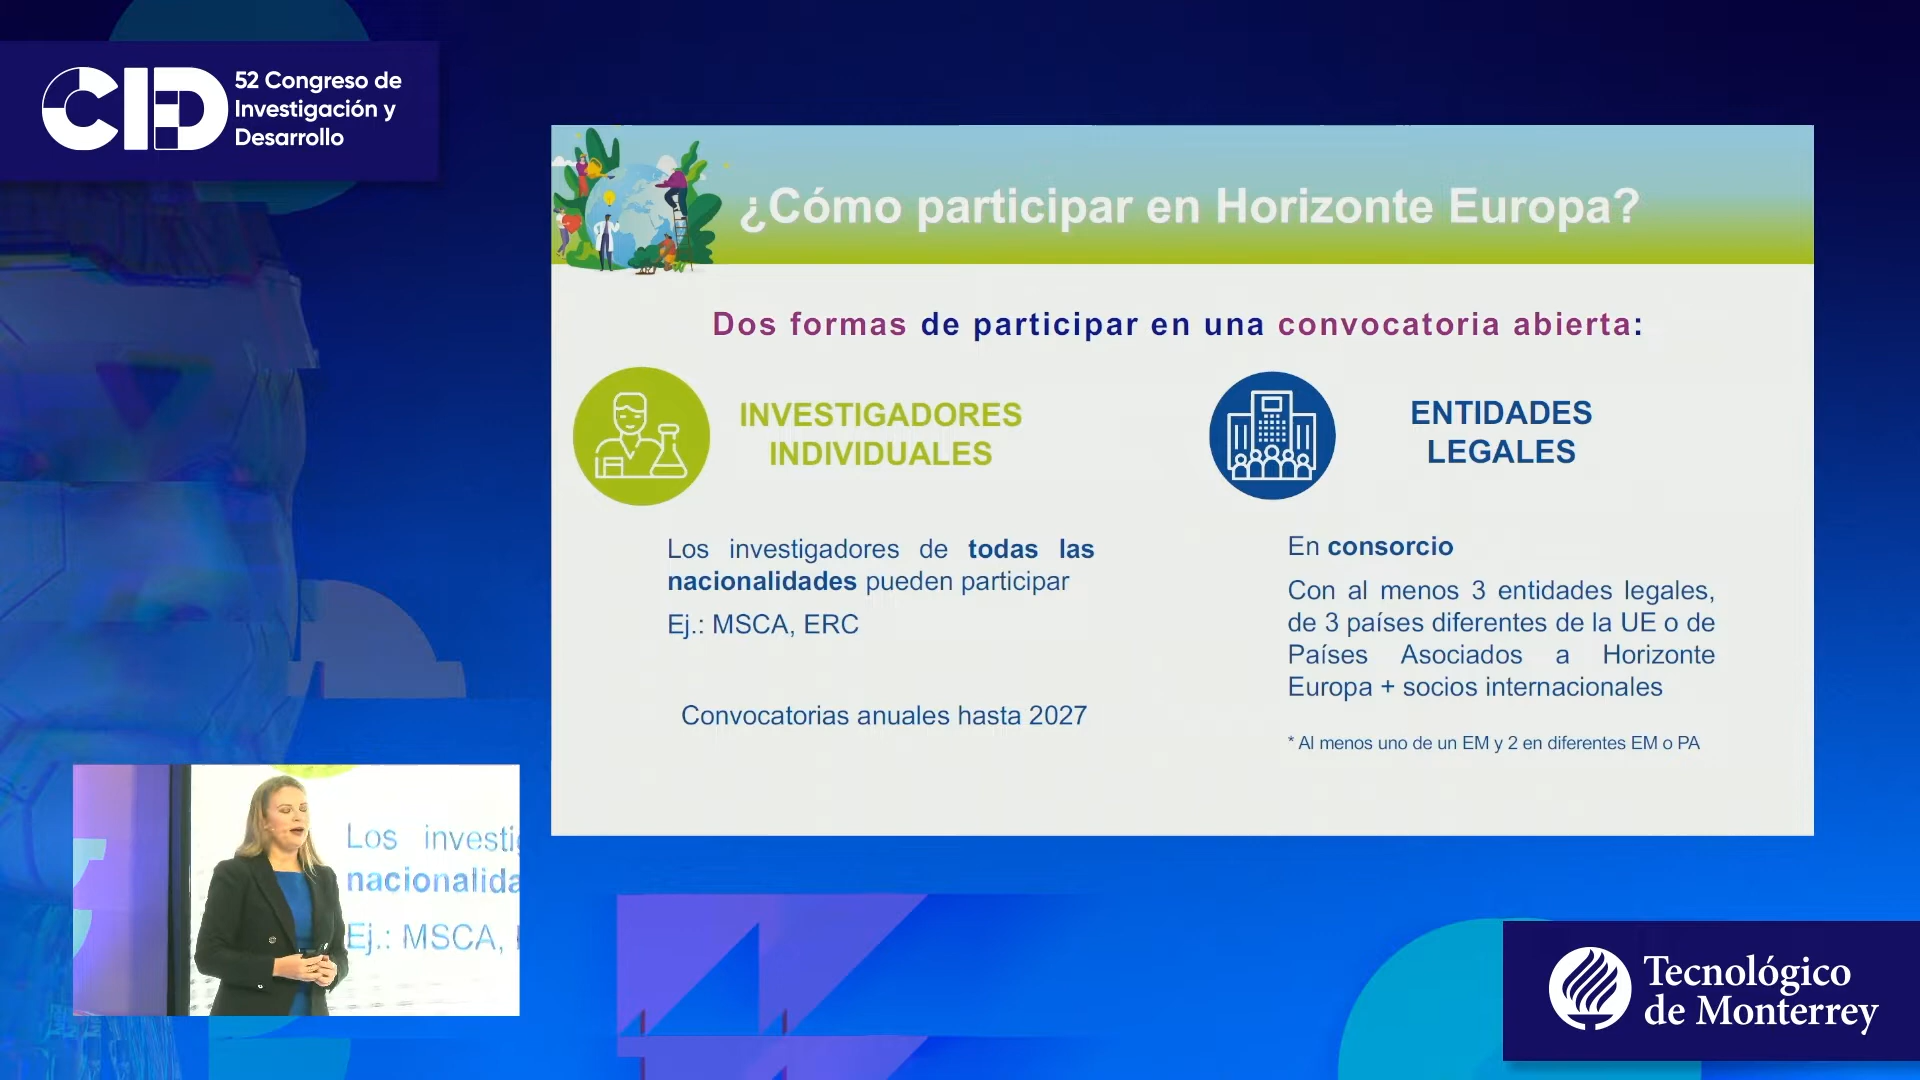 CID
52 Congreso de
Investigación y
Desarrollo
¿Cómo participar en Horizonte Europa?
Dos formas de participar en una convocatoria abierta:
INVESTIGADORES
INDIVIDUALES
Los investigadores de todas las
nacionalidades pueden participar
Ej.: MSCA, ERC
Convocatorias anuales hasta 2027
ENTIDADES
LEGALES
En consorcio
Con al menos 3 entidades legales,
de 3 países diferentes de la UE o de
Países Asociados a Horizonte
Europa + socios internacionales
* Al menos uno de un EM y 2 en diferentes EM o PA
Los investi
nacionalida
Ej.: MSCA,
Tecnológico
de Monterrey